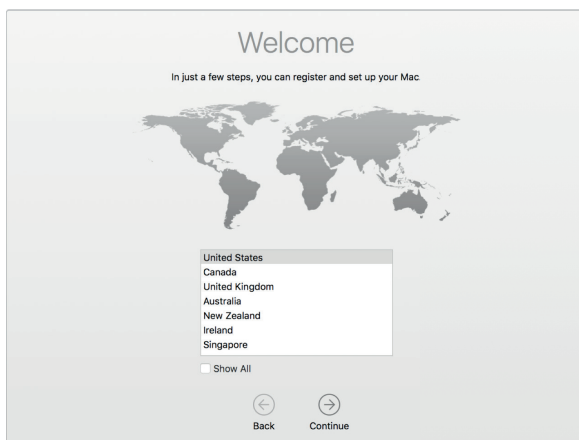 Welcome
In just a few steps, you can register and set up your Mac
United States
Canada
United Kingdom
Australia
New Zealand
Ireland
Singapore
Show All
Back
Continue